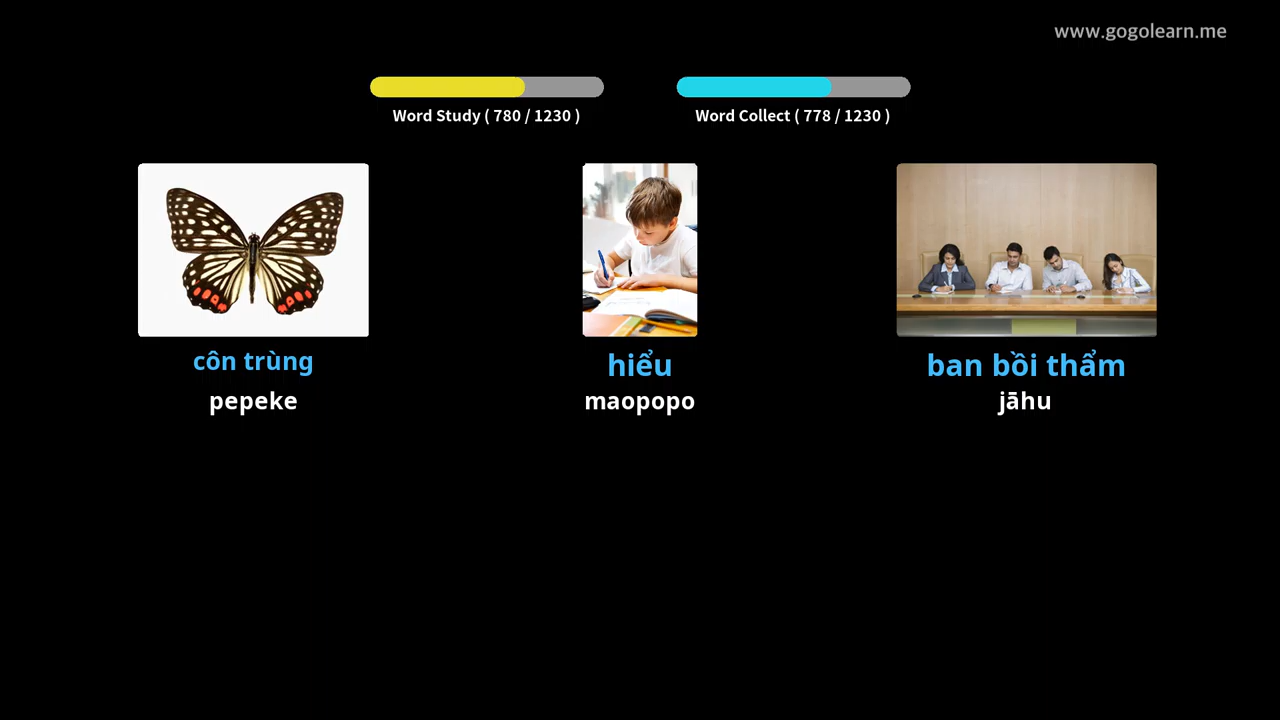 www.gogolearn.me
Word Study ( 780 / 1230 )
Word Collect ( 778 / 1230 )
côn trùng
pepeke
hiểu
maopopo
ban bồi thẩm
jāhu